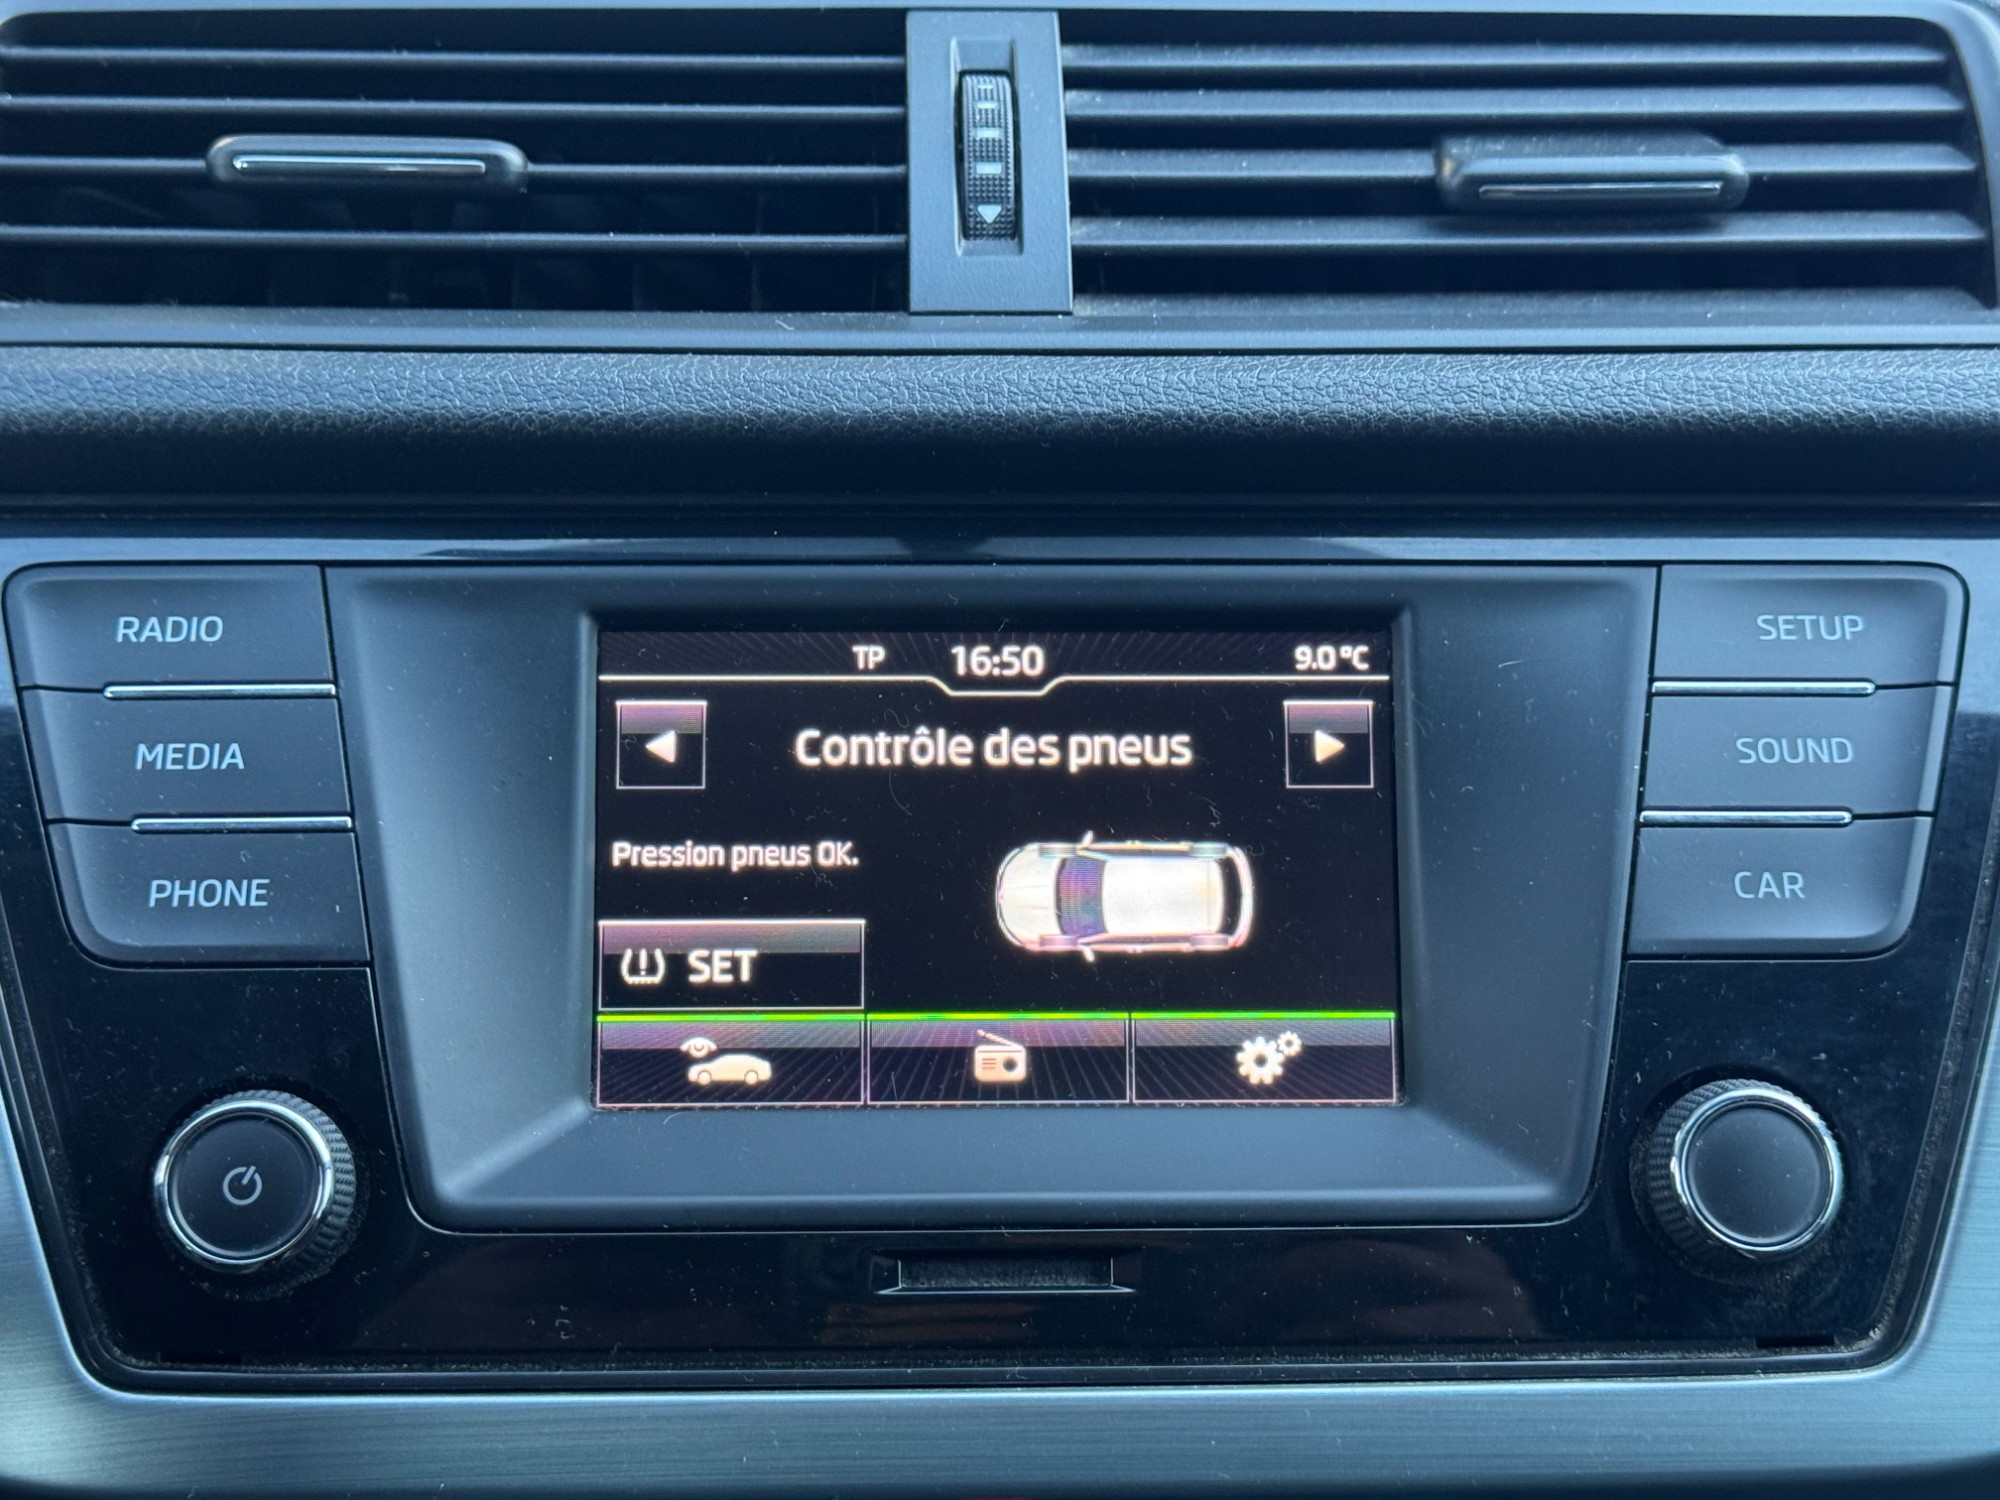 RADIO
MEDIA
PHONE
TP 16:50 9.0°C
Contrôle des pneus
Pression pneus OK.
SET
SETUP
SOUND
CAR